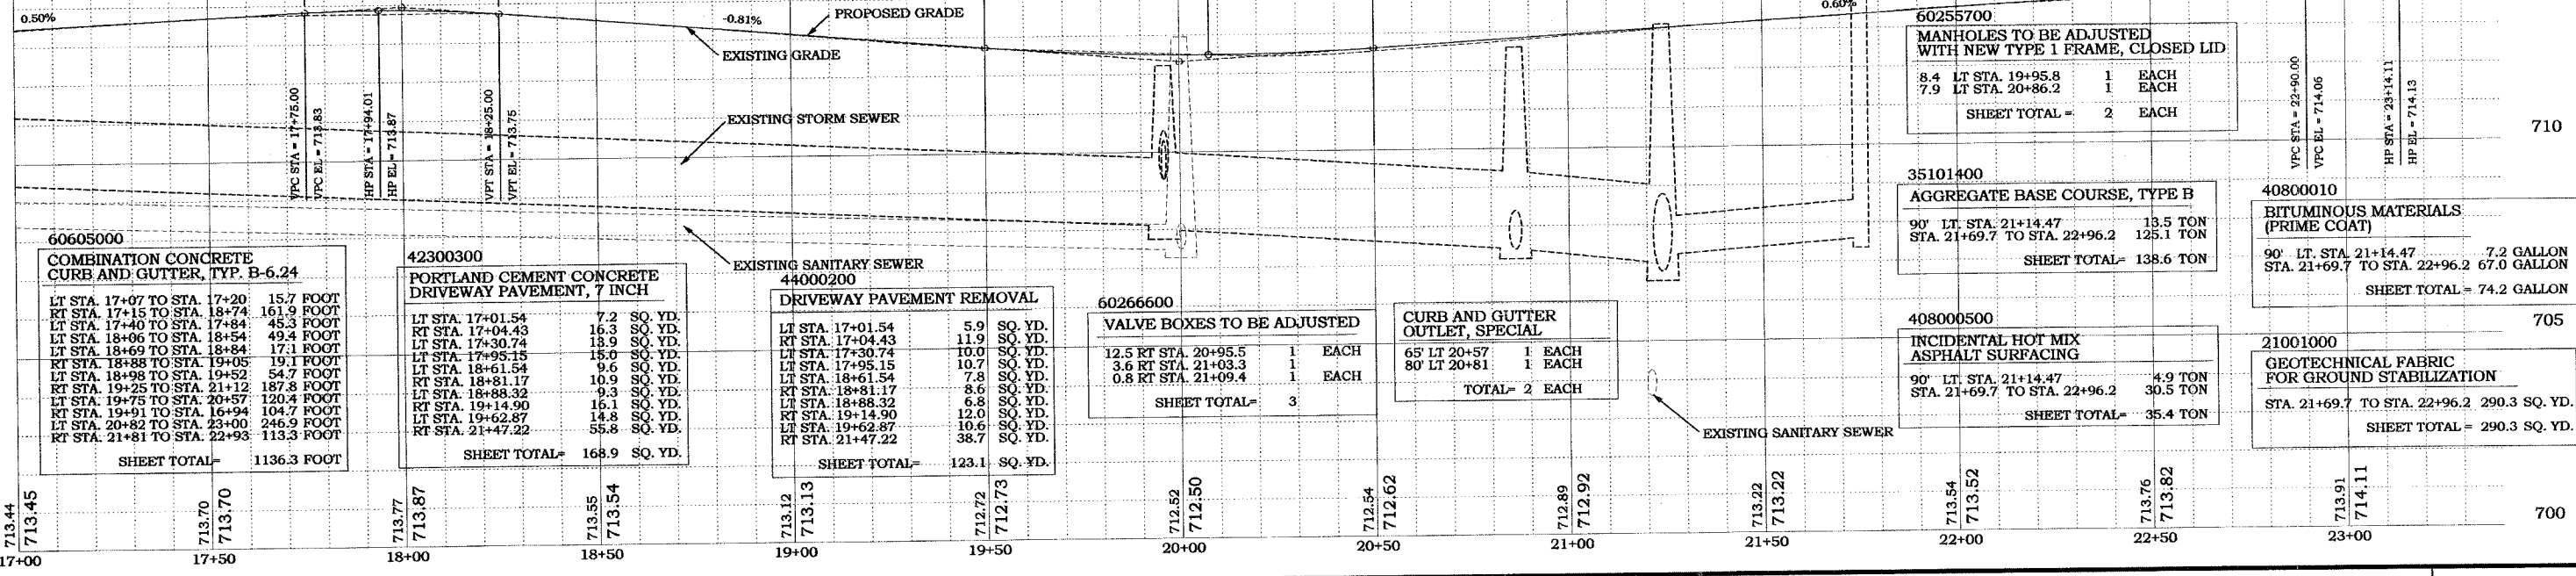 0.50%
-0.81%
PROPOSED GRADE
EXISTING GRADE
0.60%
EXISTING STORM SEWER
EXISTING SANITARY SEWER
VPC STA = 17+75.00
VPC EL = 713.83
HP STA = 17+94.01
HP EL = 713.87
VPT STA = 18+25.00
VPT EL = 713.75
60255700
MANHOLES TO BE ADJUSTED
WITH NEW TYPE 1 FRAME, CLOSED LID
8.4 LT STA. 19+95.8 1 EACH
7.9 LT STA. 20+86.2 1 EACH
SHEET TOTAL = 2 EACH
VPC STA = 22+90.00
VPC EL = 714.06
HP STA = 23+14.11
HP EL = 714.13
710
60605000
COMBINATION CONCRETE
CURB AND GUTTER, TYP. B-6.24
LT STA. 17+07 TO STA. 17+20 15.7 FOOT
RT STA. 17+15 TO STA. 18+74 161.9 FOOT
LT STA. 17+40 TO STA. 17+84 45.3 FOOT
LT STA. 18+06 TO STA. 18+54 49.4 FOOT
LT STA. 18+69 TO STA. 18+84 17.1 FOOT
RT STA. 18+88 TO STA. 19+05 19.1 FOOT
LT STA. 18+98 TO STA. 19+52 54.7 FOOT
RT STA. 19+25 TO STA. 21+12 187.8 FOOT
LT STA. 19+75 TO STA. 20+57 120.4 FOOT
RT STA. 19+91 TO STA. 16+94 104.7 FOOT
LT STA. 20+82 TO STA. 23+00 246.9 FOOT
RT STA. 21+81 TO STA. 22+93 113.3 FOOT
SHEET TOTAL= 1136.3 FOOT
42300300
PORTLAND CEMENT CONCRETE
DRIVEWAY PAVEMENT, 7 INCH
LT STA. 17+01.54 7.2 SQ. YD.
RT STA. 17+04.43 16.3 SQ. YD.
LT STA. 17+30.74 13.9 SQ. YD.
LT STA. 17+95.15 15.0 SQ. YD.
LT STA. 18+61.54 9.6 SQ. YD.
RT STA. 18+81.17 10.9 SQ. YD.
LT STA. 18+88.32 9.3 SQ. YD.
RT STA. 19+14.90 16.1 SQ. YD.
LT STA. 19+62.87 14.8 SQ. YD.
RT STA. 21+47.22 55.8 SQ. YD.
SHEET TOTAL= 168.9 SQ. YD.
44000200
DRIVEWAY PAVEMENT REMOVAL
LT STA. 17+01.54 5.9 SQ. YD.
RT STA. 17+04.43 11.9 SQ. YD.
LT STA. 17+30.74 10.0 SQ. YD.
LT STA. 17+95.15 10.7 SQ. YD.
LT STA. 18+61.54 7.8 SQ. YD.
RT STA. 18+81.17 8.6 SQ. YD.
LT STA. 18+88.32 6.8 SQ. YD.
RT STA. 19+14.90 12.0 SQ. YD.
LT STA. 19+62.87 10.6 SQ. YD.
RT STA. 21+47.22 38.7 SQ. YD.
SHEET TOTAL= 123.1 SQ. YD.
60266600
VALVE BOXES TO BE ADJUSTED
12.5 RT STA. 20+95.5 1 EACH
3.6 RT STA. 21+03.3 1
0.8 RT STA. 21+09.4 1 EACH
SHEET TOTAL= 3
CURB AND GUTTER
OUTLET, SPECIAL
65' LT 20+57 1 EACH
80' LT 20+81 1 EACH
TOTAL= 2 EACH
EXISTING SANITARY SEWER
35101400
AGGREGATE BASE COURSE, TYPE B
90' LT. STA. 21+14.47 13.5 TON
STA. 21+69.7 TO STA. 22+96.2 125.1 TON
SHEET TOTAL= 138.6 TON
408000500
INCIDENTAL HOT MIX
ASPHALT SURFACING
90' LT. STA. 21+14.47 4.9 TON
STA. 21+69.7 TO STA. 22+96.2 30.5 TON
SHEET TOTAL= 35.4 TON
40800010
BITUMINOUS MATERIALS
(PRIME COAT)
90' LT. STA. 21+14.47 7.2 GALLON
STA. 21+69.7 TO STA. 22+96.2 67.0 GALLON
SHEET TOTAL = 74.2 GALLON
705
21001000
GEOTECHNICAL FABRIC
FOR GROUND STABILIZATION
STA. 21+69.7 TO STA. 22+96.2 290.3 SQ. YD.
SHEET TOTAL = 290.3 SQ. YD.
700
713.44
713.45
713.70
713.70
713.77
713.87
713.55
713.54
713.12
713.13
712.72
712.73
712.52
712.50
712.54
712.62
712.89
712.92
713.22
713.22
713.54
713.52
713.76
713.82
713.91
714.11
17+00
17+50
18+00
18+50
19+00
19+50
20+00
20+50
21+00
21+50
22+00
22+50
23+00